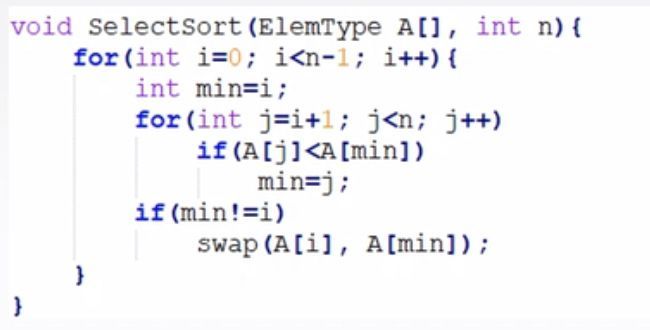 void SelectSort(ElemType A[], int n){
    for(int i=0; i<n-1; i++){
        int min=i;
        for(int j=i+1; j<n; j++)
            if(A[j]<A[min])
                min=j;
        if(min!=i)
            swap(A[i], A[min]);
    }
}